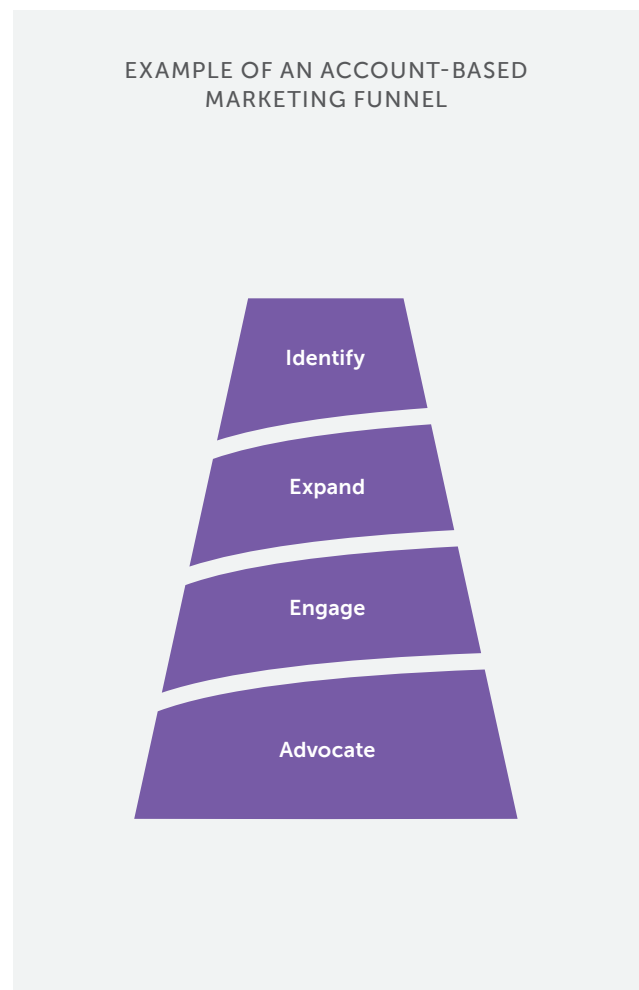 EXAMPLE OF AN ACCOUNT-BASED
MARKETING FUNNEL
Identify
Expand
Engage
Advocate